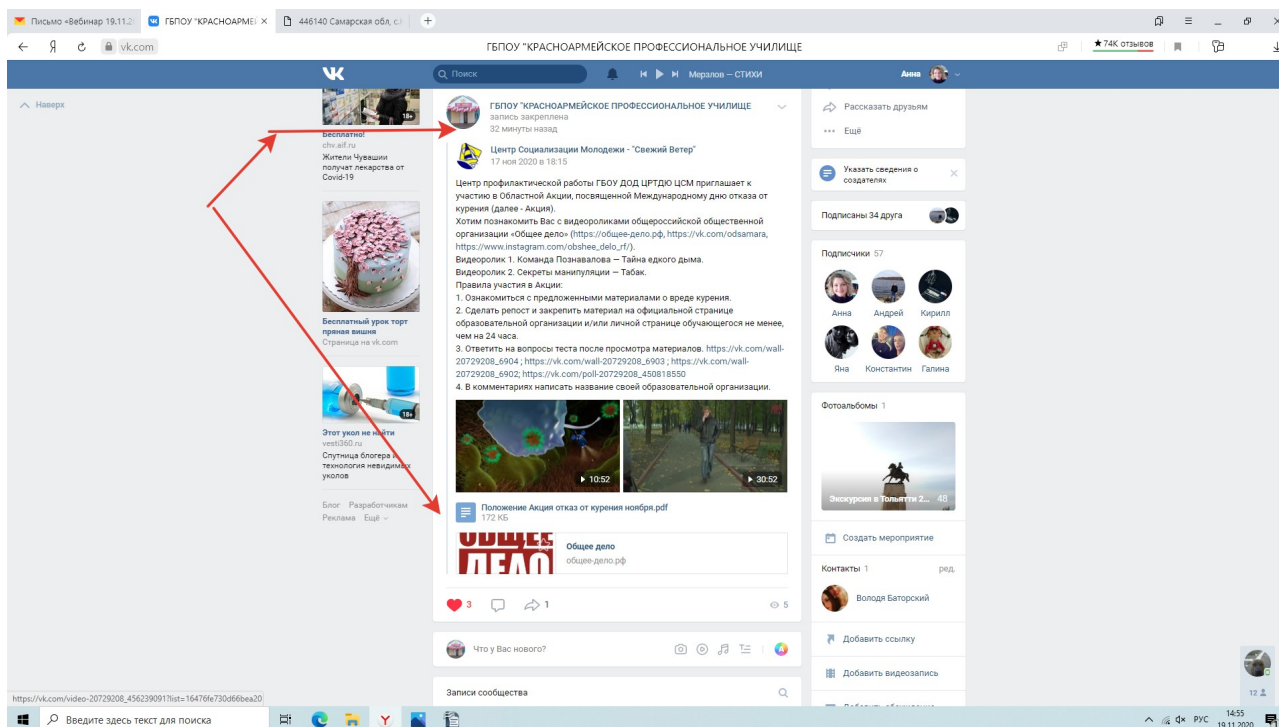 Письмо «Вебинар 19.11.2
ГБПОУ "КРАСНОАРМЕЙ
446140 Самарская обл, с.
vk.com
ГБПОУ "КРАСНОАРМЕЙСКОЕ ПРОФЕССИОНАЛЬНОЕ УЧИЛИЩЕ
★ 74K отзывов
Поиск
Мерзлов — СТИХИ
Анна
Наверх
18+
Бесплатно!
chv.aif.ru
Жители Чувашии
получат лекарства от
Covid-19
Бесплатный урок торт
пряная вишня
Страница на vk.com
18+
Этот укол не найти
vesti360.ru
Спутница блогера и
технология невидимых
уколов
Блог Разработчикам
Реклама Ещё
ГБПОУ "КРАСНОАРМЕЙСКОЕ ПРОФЕССИОНАЛЬНОЕ УЧИЛИЩЕ
запись закреплена
32 минуты назад
Центр Социализации Молодежи - "Свежий Ветер"
17 ноя 2020 в 18:15
Центр профилактической работы ГБОУ ДОД ЦРТДЮ ЦСМ приглашает к
участию в Областной Акции, посвященной Международному дню отказа от
курения (далее - Акция).
Хотим познакомить Вас с видеороликами общероссийской общественной
организации «Общее дело» (https://общее-дело.рф, https://vk.com/odsamara,
https://www.instagram.com/obshee_delo_rf/).
Видеоролик 1. Команда Познавалова — Тайна едкого дыма.
Видеоролик 2. Секреты манипуляции — Табак.
Правила участия в Акции:
1. Ознакомиться с предложенными материалами о вреде курения.
2. Сделать репост и закрепить материал на официальной странице
образовательной организации и/или личной странице обучающегося не менее,
чем на 24 часа.
3. Ответить на вопросы теста после просмотра материалов. https://vk.com/wall-
20729208_6904 ; https://vk.com/wall-20729208_6903 ; https://vk.com/wall-
20729208_6902; https://vk.com/poll-20729208_450818550
4. В комментариях написать название своей образовательной организации.
10:52
30:52
Положение Акция отказ от курения ноября.pdf
172 КБ
ОБЩЕЕ
ДЕЛО
Общее дело
общее-дело.рф
3
1
5
Что у Вас нового?
Записи сообщества
Рассказать друзьям
Ещё
Указать сведения о
создателях
Подписаны 34 друга
Подписчики 57
Анна Андрей Кирилл
Яна Константин Галина
Фотоальбомы 1
Экскурсия в Тольятти 2... 48
Создать мероприятие
Контакты 1 ред.
Володя Баторский
Добавить ссылку
Добавить видеозапись
12
https://vk.com/video-20729208_456239091?list=16476fe730d66bea20
Введите здесь текст для поиска
РУС
14:55
19.11.2020